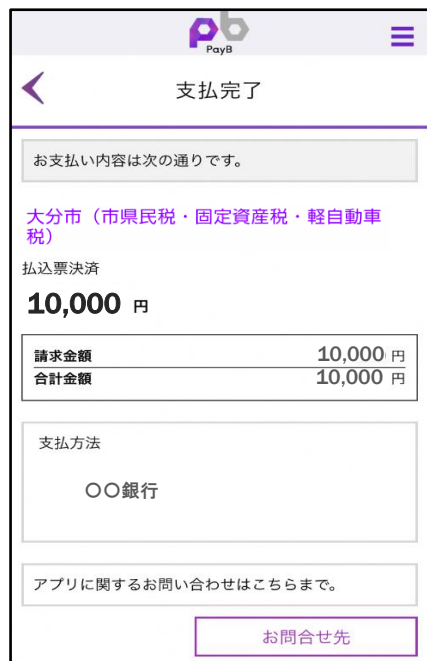 pb
PayB
支払完了
お支払い内容は次の通りです。
大分市（市県民税・固定資産税・軽自動車
税）
払込票決済
10,000 円
請求金額 10,000 円
合計金額 10,000 円
支払方法
〇〇銀行
アプリに関するお問い合わせはこちらまで。
お問合せ先